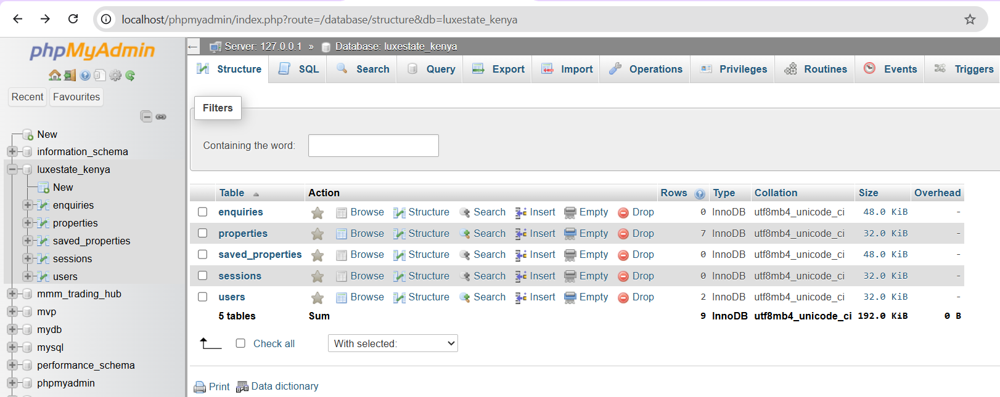 localhost/phpmyadmin/index.php?route=/database/structure&db=luxestate_kenya
phpMyAdmin
Recent Favourites
New
information_schema
luxestate_kenya
New
enquiries
properties
saved_properties
sessions
users
mmm_trading_hub
mvp
mydb
mysql
performance_schema
phpmyadmin
Server: 127.0.0.1 » Database: luxestate_kenya
Structure SQL Search Query Export Import Operations Privileges Routines Events Triggers
Filters
Containing the word:
Table Action Rows Type Collation Size Overhead
enquiries Browse Structure Search Insert Empty Drop 0 InnoDB utf8mb4_unicode_ci 48.0 KiB -
properties Browse Structure Search Insert Empty Drop 7 InnoDB utf8mb4_unicode_ci 32.0 KiB -
saved_properties Browse Structure Search Insert Empty Drop 0 InnoDB utf8mb4_unicode_ci 48.0 KiB -
sessions Browse Structure Search Insert Empty Drop 0 InnoDB utf8mb4_unicode_ci 32.0 KiB -
users Browse Structure Search Insert Empty Drop 2 InnoDB utf8mb4_unicode_ci 32.0 KiB -
5 tables Sum 9 InnoDB utf8mb4_unicode_ci 192.0 KiB 0 B
Check all With selected:
Print Data dictionary